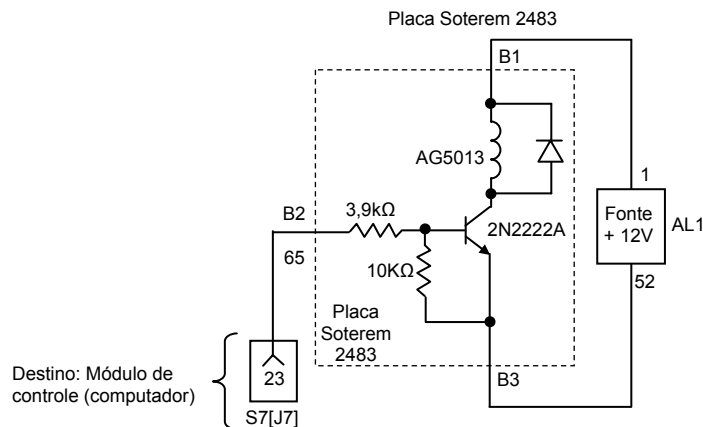 Placa Soterem 2483
B1
AG5013
1
B2
3,9kΩ
2N2222A
Fonte
+ 12V
AL1
65
10KΩ
52
Placa
Soterem
2483
B3
Destino: Módulo de
controle (computador)
23
S7[J7]